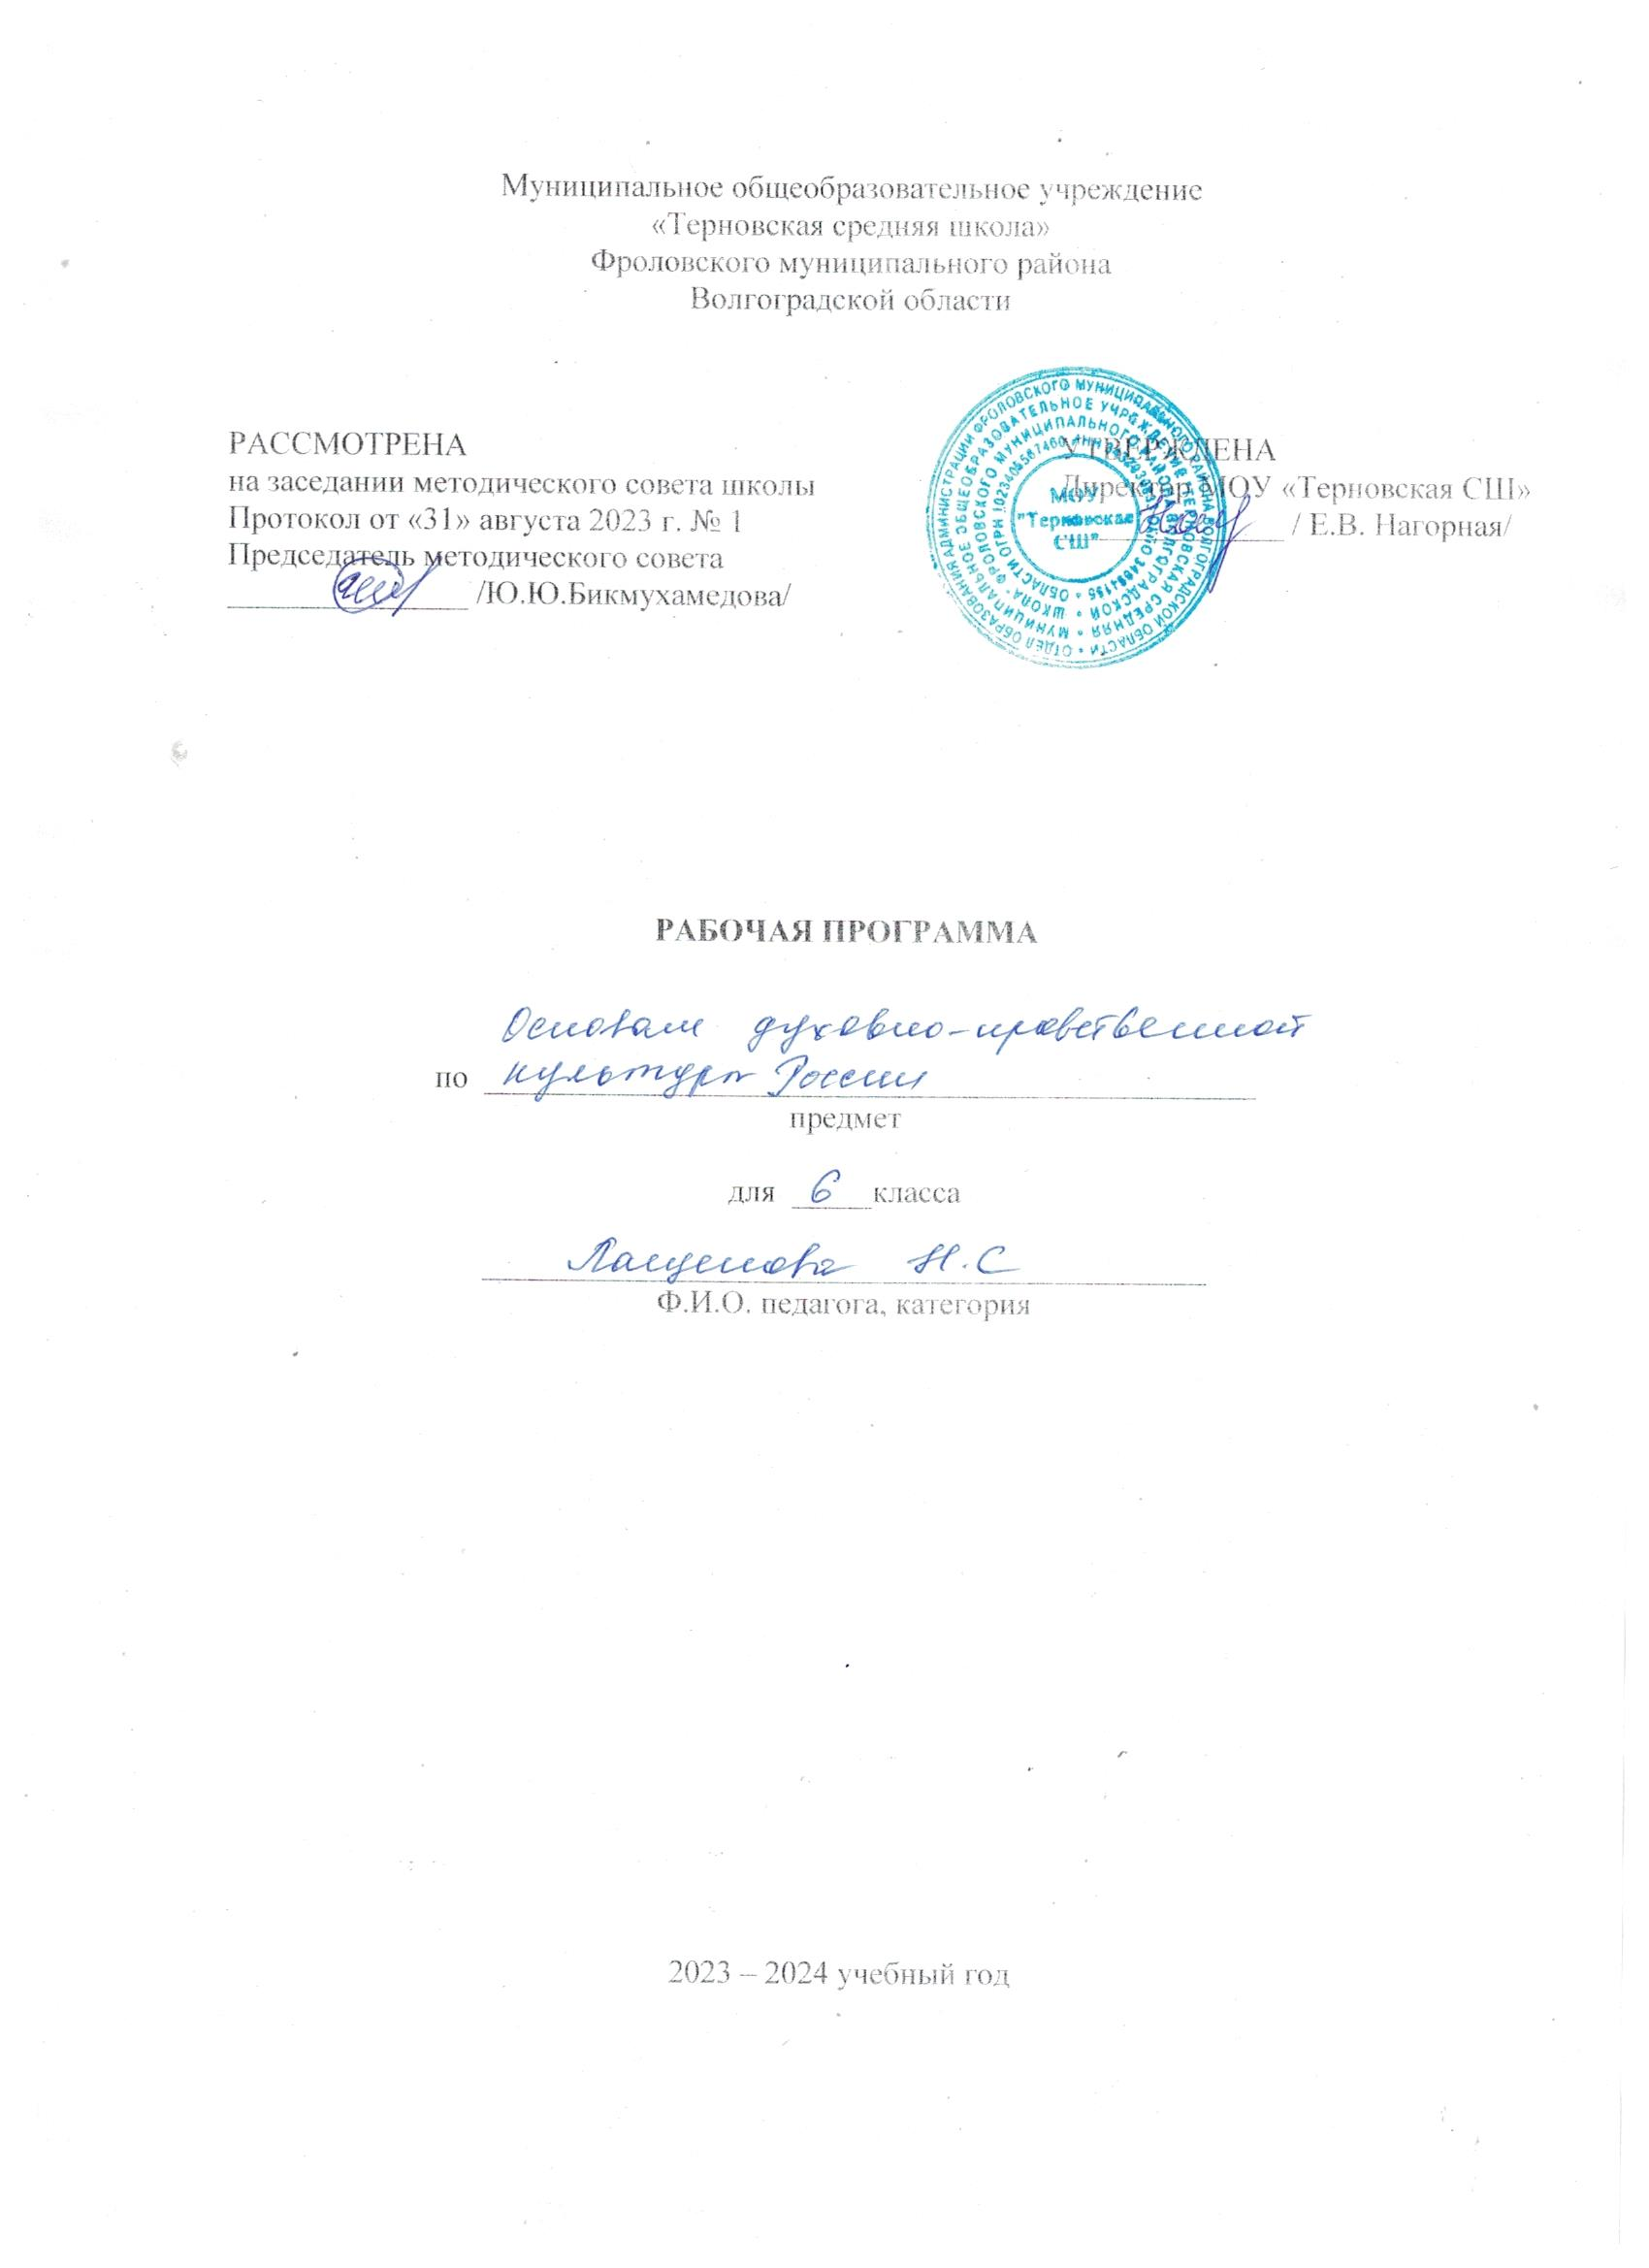 Муниципальное общеобразовательное учреждение
«Терновская средняя школа»
Фроловского муниципального района
Волгоградской области
РАССМОТРЕНА
на заседании методического совета школы
Протокол от «31» августа 2023 г. № 1
Председатель методического совета
/Ю.Ю.Бикмухамедова/
УТВЕРЖДЕНА
Директор МОУ «Терновская СШ»
/ Е.В. Нагорная/
МОУ
"Терновская
СШ"
РАБОЧАЯ ПРОГРАММА
Основам духовно-нравственной
по культуры России
предмет
для 6 класса
Н.С
Ф.И.О. педагога, категория
2023 – 2024 учебный год